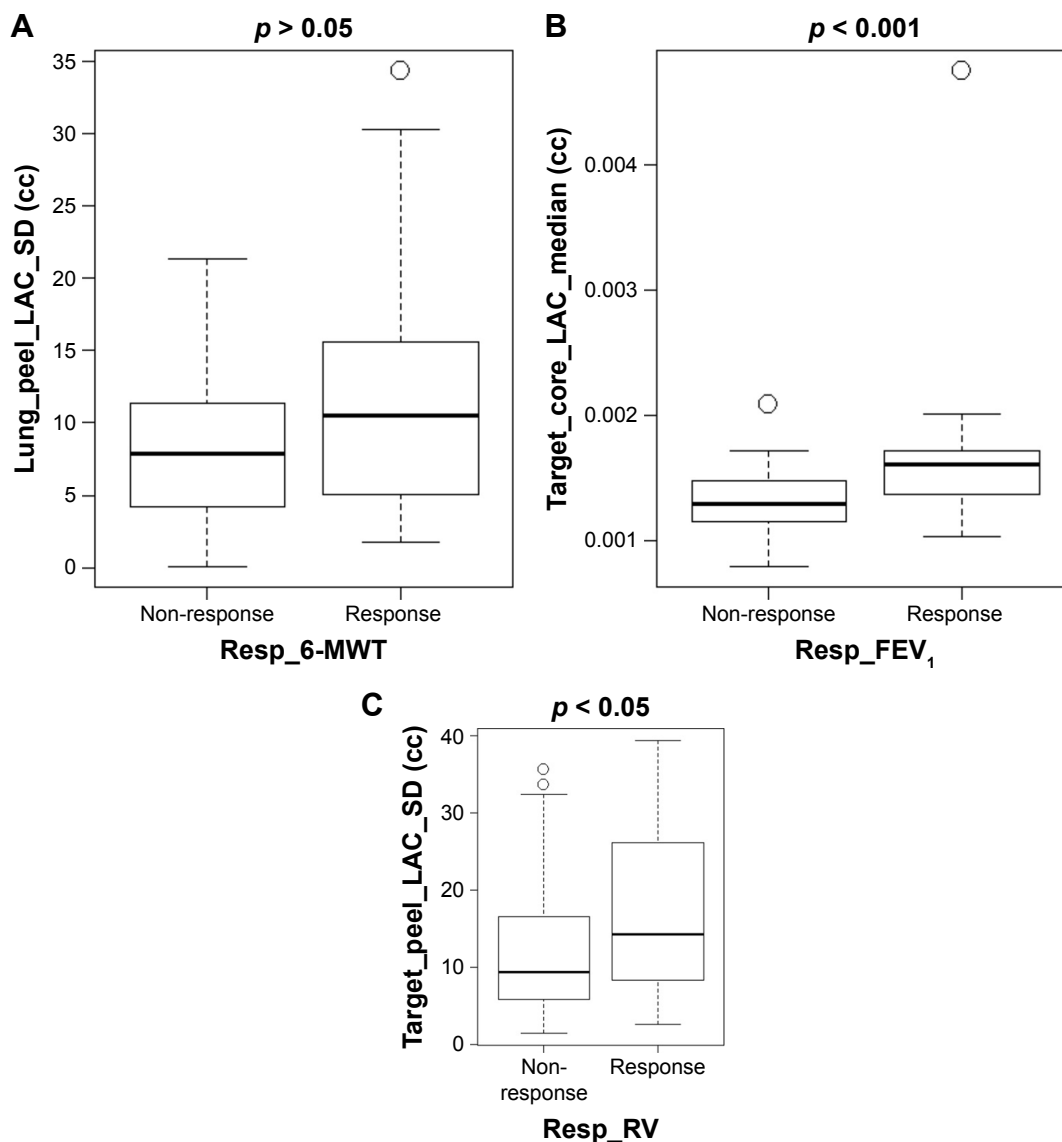 A
p > 0.05
Lung_peel_LAC_SD (cc)
35
30
25
20
15
10
5
0
Non-response Response
Resp_6-MWT
B
p < 0.001
Target_core_LAC_median (cc)
0.004
0.003
0.002
0.001
Non-response Response
Resp_FEV₁
C
p < 0.05
Target_peel_LAC_SD (cc)
40
30
20
10
0
Non-
response
Response
Resp_RV